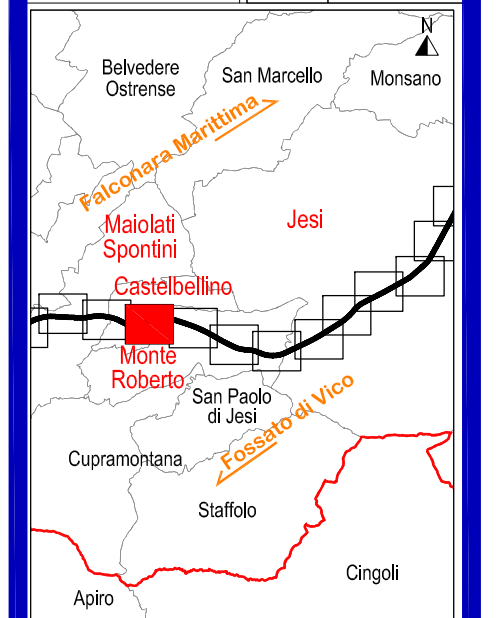 N
Belvedere
Ostrense
San Marcello
Monsano
Falconara Marittima
Maiolati
Spontini
Jesi
Castelbellino
Monte
Roberto
San Paolo
di Jesi
Fossato di Vico
Cupramontana
Staffolo
Cingoli
Apiro